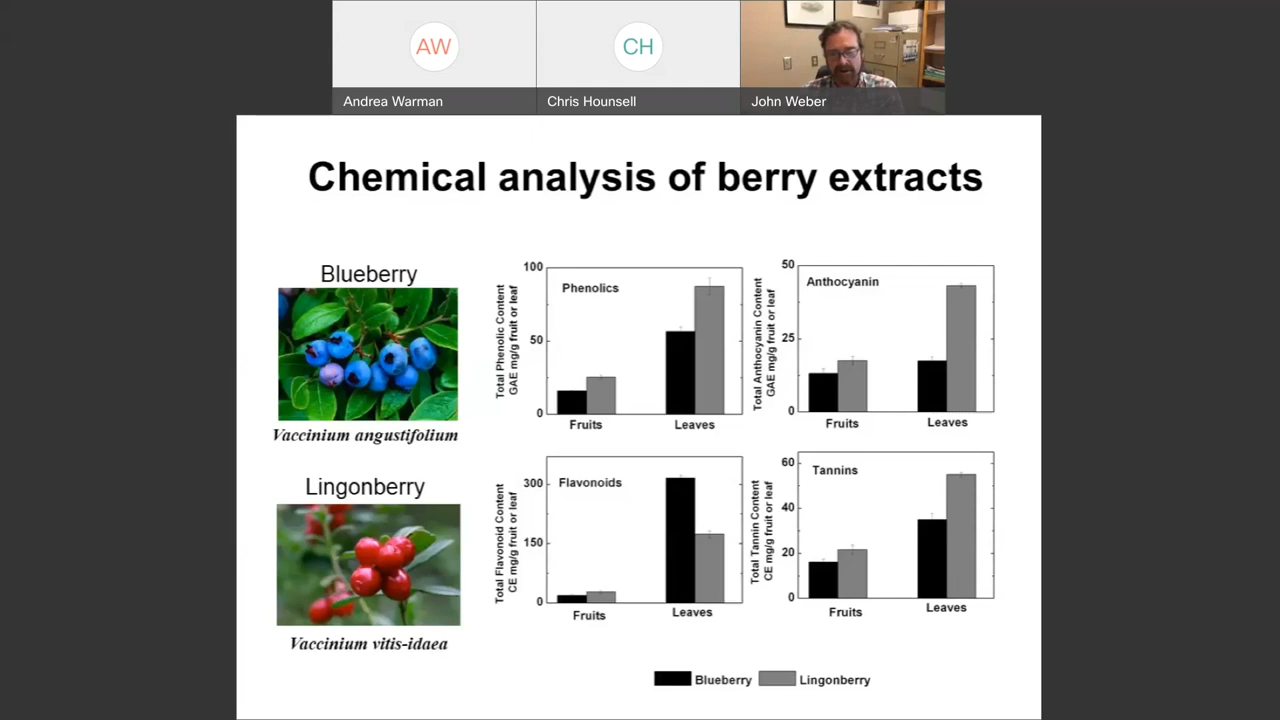 AW
CH
Andrea Warman
Chris Hounsell
John Weber
Chemical analysis of berry extracts
Blueberry
Vaccinium angustifolium
Lingonberry
Vaccinium vitis-idaea
Total Phenolic Content
GAE mg/g fruit or leaf
100
50
0
Phenolics
Fruits
Leaves
Total Anthocyanin Content
GAE mg/g fruit or leaf
50
25
0
Anthocyanin
Fruits
Leaves
Total Flavonoid Content
CE mg/g fruit or leaf
300
150
0
Flavonoids
Fruits
Leaves
Total Tannin Content
CE mg/g fruit or leaf
60
40
20
0
Tannins
Fruits
Leaves
Blueberry
Lingonberry